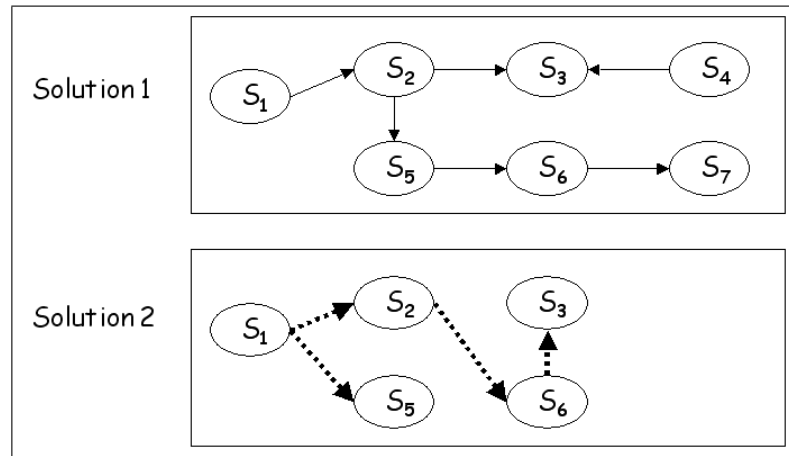 Solution 1
S₁ S₂ S₃ S₄
S₅ S₆ S₇
Solution 2
S₁ S₂ S₃
S₅ S₆